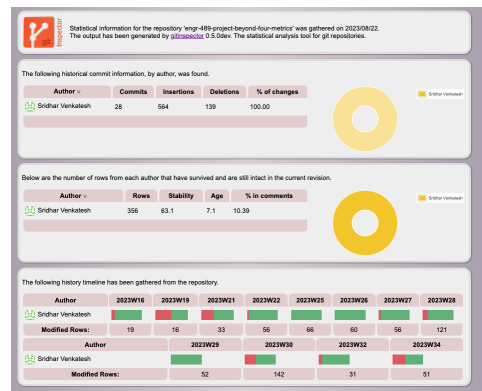 git
inspector
Statistical information for the repository 'engr-489-project-beyond-four-metrics' was gathered on 2023/08/22.
The output has been generated by gitinspector 0.5.0dev. The statistical analysis tool for git repositories.
The following historical commit information, by author, was found.
Author ∨ Commits Insertions Deletions % of changes
Sridhar Venkatesh 28 564 139 100.00
Sridhar Venkatesh
Below are the number of rows from each author that have survived and are still intact in the current revision.
Author ∨ Rows Stability Age % in comments
Sridhar Venkatesh 356 63.1 7.1 10.39
Sridhar Venkatesh
The following history timeline has been gathered from the repository.
Author 2023W16 2023W19 2023W21 2023W22 2023W25 2023W26 2023W27 2023W28
Sridhar Venkatesh
Modified Rows: 19 16 33 56 66 60 56 121
Author 2023W29 2023W30 2023W32 2023W34
Sridhar Venkatesh
Modified Rows: 52 142 31 51